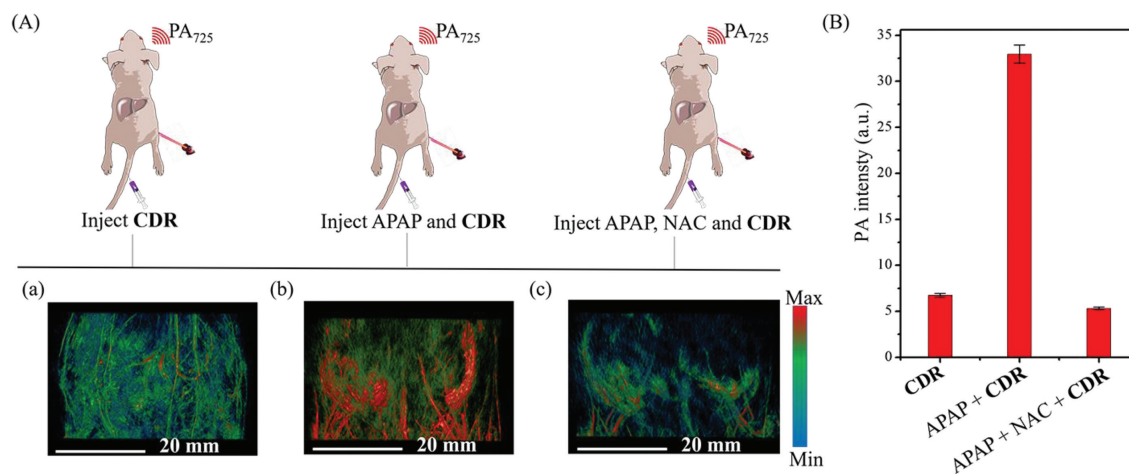 (A)
PA725
PA725
PA725
Inject CDR
Inject APAP and CDR
Inject APAP, NAC and CDR
(a)
(b)
(c)
20 mm
20 mm
20 mm
Max
Min
(B)
PA intensty (a.u.)
35
30
25
20
15
10
5
0
CDR
APAP + CDR
APAP + NAC + CDR